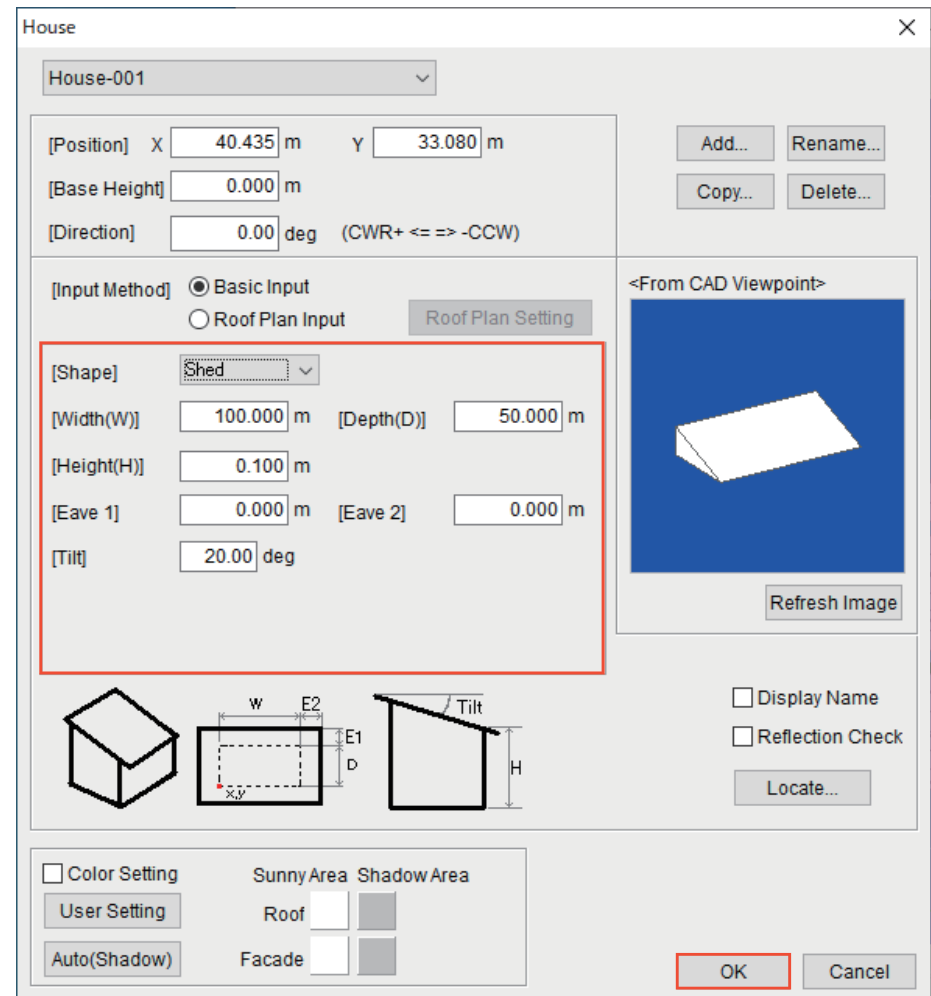 House
House-001
[Position] X 40.435 m Y 33.080 m
Add... Rename...
[Base Height] 0.000 m
Copy... Delete...
[Direction] 0.00 deg (CWR+ <= => -CCW)
[Input Method] Basic Input
Roof Plan Input Roof Plan Setting
<From CAD Viewpoint>
[Shape] Shed
[Width(W)] 100.000 m [Depth(D)] 50.000 m
[Height(H)] 0.100 m
[Eave 1] 0.000 m [Eave 2] 0.000 m
[Tilt] 20.00 deg
Refresh Image
W E2
E1
D
x,y
Tilt
H
Display Name
Reflection Check
Locate...
Color Setting Sunny Area Shadow Area
User Setting Roof
Auto(Shadow) Facade
OK Cancel